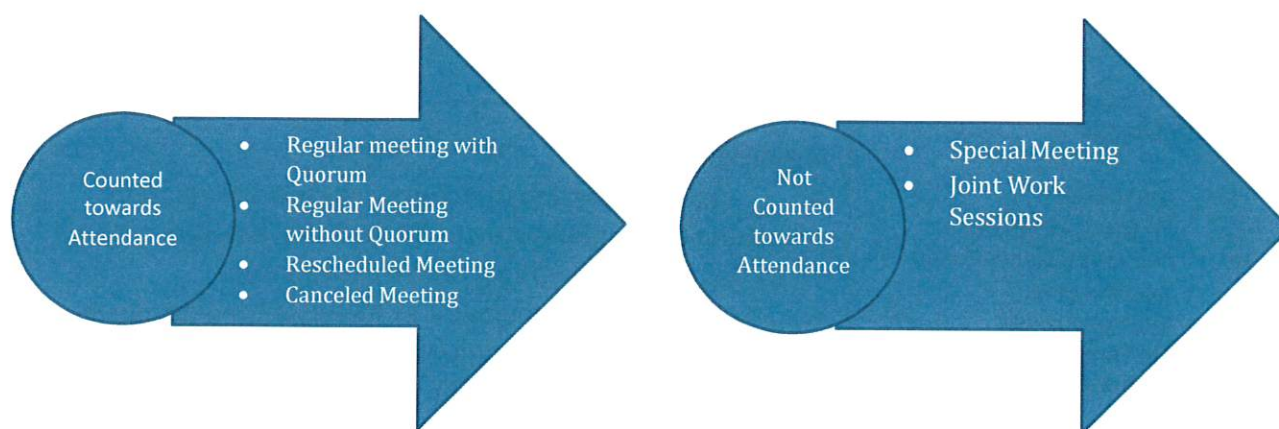 Counted
towards
Attendance
• Regular meeting with
Quorum
• Regular Meeting
without Quorum
• Rescheduled Meeting
• Canceled Meeting
Not
Counted
towards
Attendance
• Special Meeting
• Joint Work
Sessions